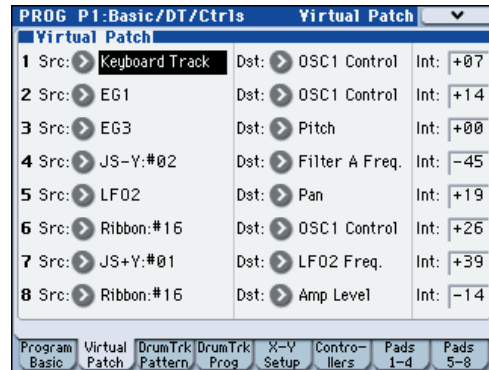 PROG P1:Basic/DT/Ctrls Virtual Patch
Virtual Patch
1 Src: Keyboard Track Dst: OSC1 Control Int: +07
2 Src: EG1 Dst: OSC1 Control Int: +14
3 Src: EG3 Dst: Pitch Int: +00
4 Src: JS-Y:#02 Dst: Filter A Freq. Int: -45
5 Src: LFO2 Dst: Pan Int: +19
6 Src: Ribbon:#16 Dst: OSC1 Control Int: +26
7 Src: JS+Y:#01 Dst: LFO2 Freq. Int: +39
8 Src: Ribbon:#16 Dst: Amp Level Int: -14
Program Virtual DrumTrk DrumTrk X-Y Contro- Pads Pads
Basic Patch Pattern Prog Setup llers 1-4 5-8